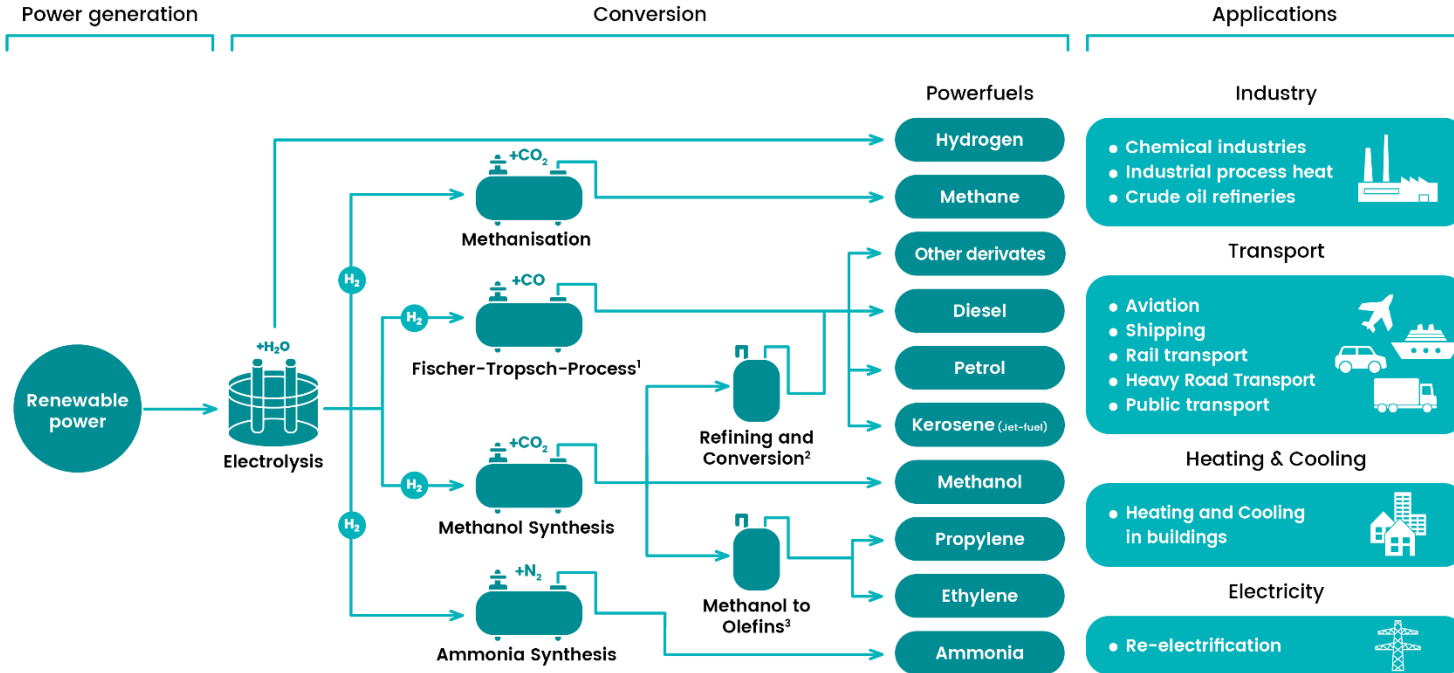 Power generation
Conversion
Applications
Powerfuels
Industry
Hydrogen
Methane
Other derivates
Diesel
Petrol
Kerosene (Jet-fuel)
Methanol
Propylene
Ethylene
Ammonia
+CO₂
Methanisation
H₂
+CO
H₂
Fischer-Tropsch-Process¹
+H₂O
Renewable
power
Electrolysis
Refining and
Conversion²
+CO₂
H₂
Methanol Synthesis
H₂
+N₂
Methanol to
Olefins³
Ammonia Synthesis
• Chemical industries
• Industrial process heat
• Crude oil refineries
Transport
• Aviation
• Shipping
• Rail transport
• Heavy Road Transport
• Public transport
Heating & Cooling
• Heating and Cooling
in buildings
Electricity
• Re-electrification